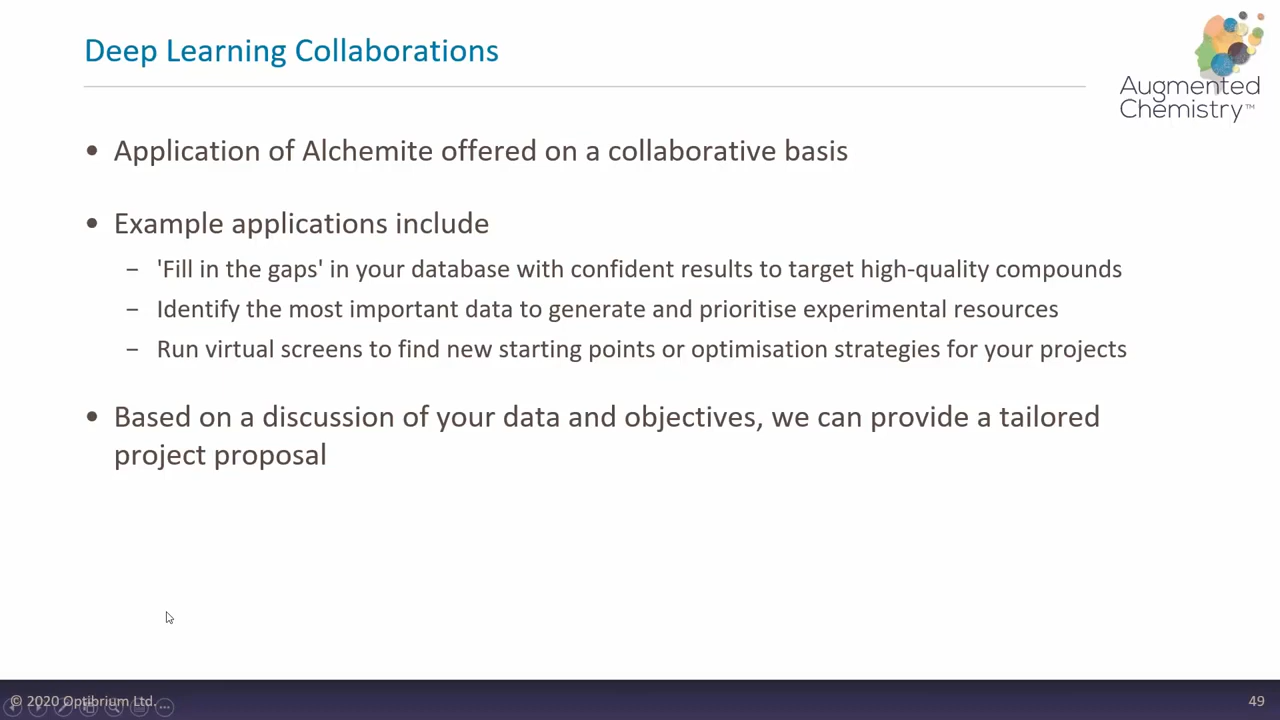 Deep Learning Collaborations
Augmented
Chemistry™
• Application of Alchemite offered on a collaborative basis
• Example applications include
− 'Fill in the gaps' in your database with confident results to target high-quality compounds
− Identify the most important data to generate and prioritise experimental resources
− Run virtual screens to find new starting points or optimisation strategies for your projects
• Based on a discussion of your data and objectives, we can provide a tailored
project proposal
© 2020 Optibrium Ltd.
49